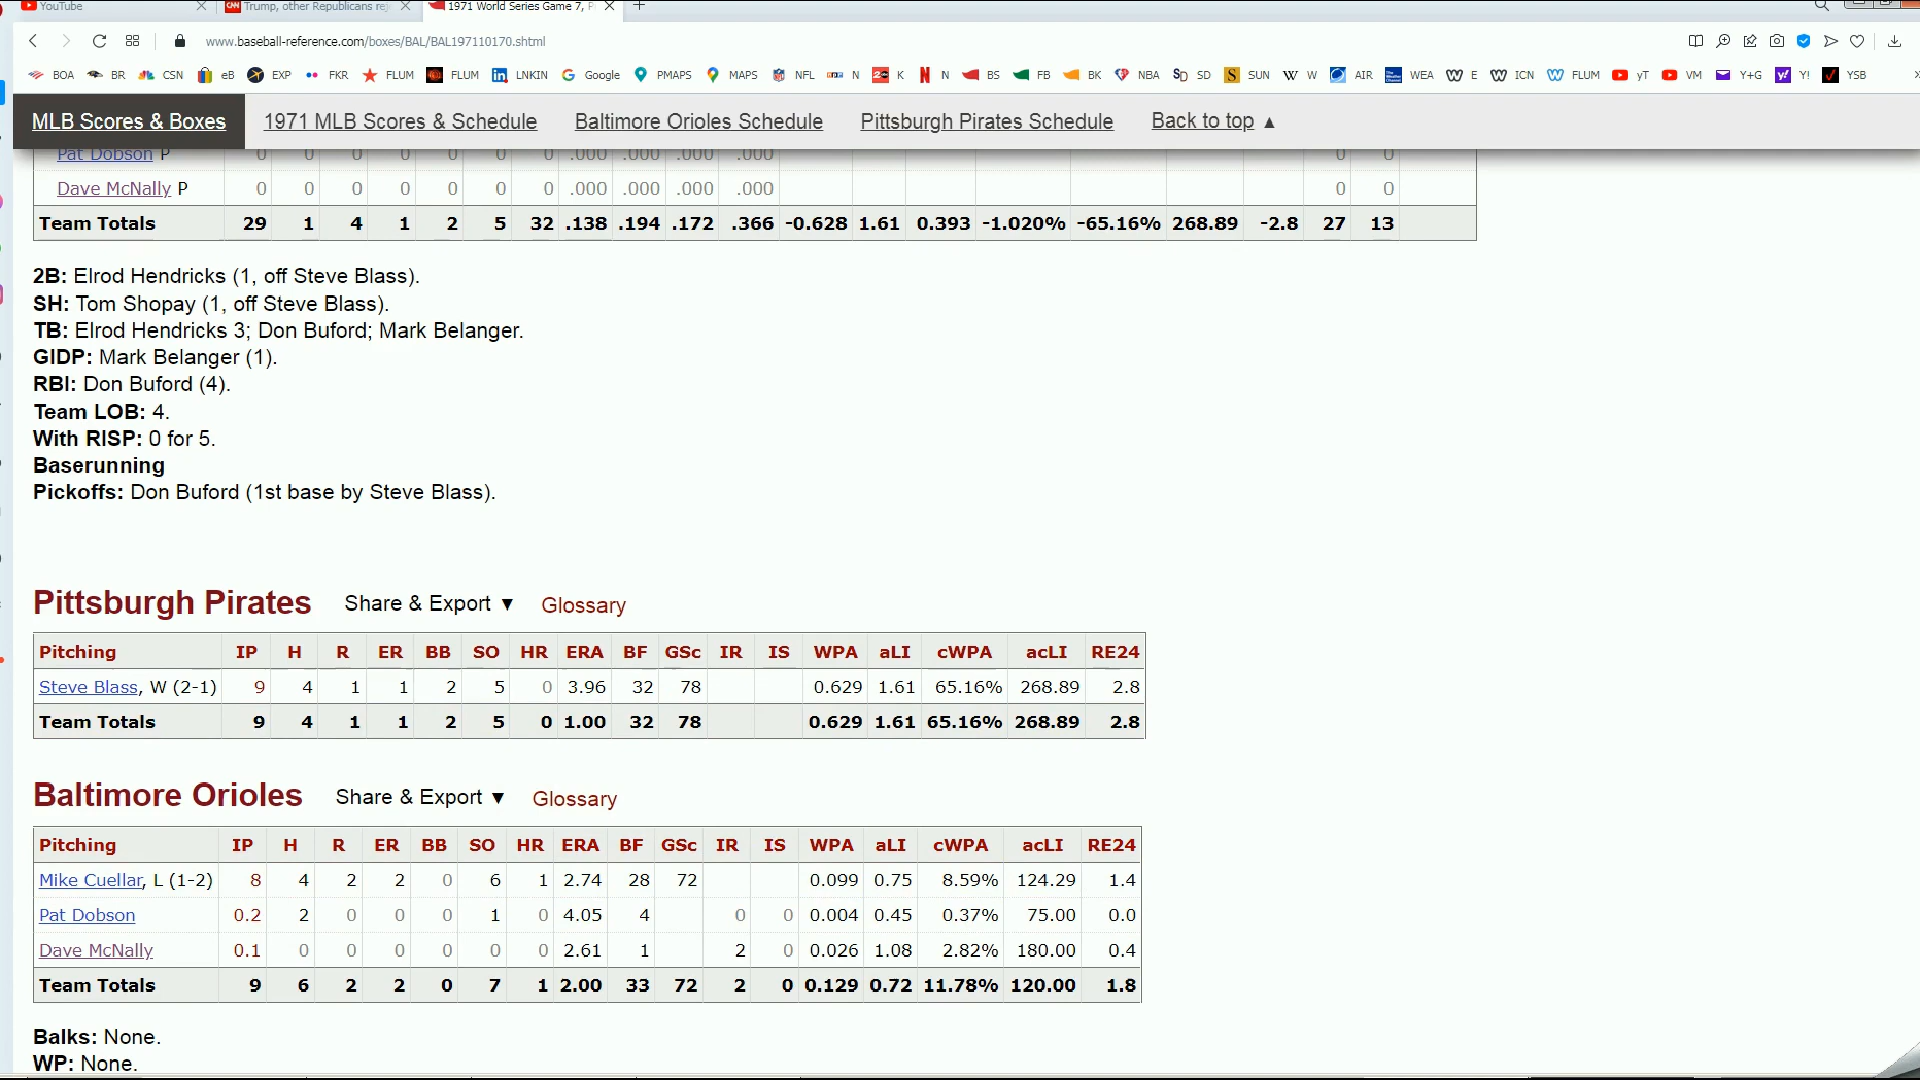 YouTube
CNN Trump, other Republicans re
1971 World Series Game 7, P
www.baseball-reference.com/boxes/BAL/BAL197110170.shtml
BOA BR CSN eB EXP FKR FLUM FLUM LNKIN Google PMAPS MAPS NFL N K IN BS FB BK NBA SD SUN W AIR WEA E ICN FLUM yT VM Y+G Y! YSB
MLB Scores & Boxes 1971 MLB Scores & Schedule Baltimore Orioles Schedule Pittsburgh Pirates Schedule Back to top ▲
Pat Dobson P 0 0 0 0 0 0 0 .000 .000 .000 .000 0 0
Dave McNally P 0 0 0 0 0 0 0 .000 .000 .000 .000 0 0
Team Totals 29 1 4 1 2 5 32 .138 .194 .172 .366 -0.628 1.61 0.393 -1.020% -65.16% 268.89 -2.8 27 13
2B: Elrod Hendricks (1, off Steve Blass).
SH: Tom Shopay (1, off Steve Blass).
TB: Elrod Hendricks 3; Don Buford; Mark Belanger.
GIDP: Mark Belanger (1).
RBI: Don Buford (4).
Team LOB: 4.
With RISP: 0 for 5.
Baserunning
Pickoffs: Don Buford (1st base by Steve Blass).
Pittsburgh Pirates Share & Export ▼ Glossary
Pitching IP H R ER BB SO HR ERA BF GSc IR IS WPA aLI cWPA acLI RE24
Steve Blass, W (2-1) 9 4 1 1 2 5 0 3.96 32 78 0.629 1.61 65.16% 268.89 2.8
Team Totals 9 4 1 1 2 5 0 1.00 32 78 0.629 1.61 65.16% 268.89 2.8
Baltimore Orioles Share & Export ▼ Glossary
Pitching IP H R ER BB SO HR ERA BF GSc IR IS WPA aLI cWPA acLI RE24
Mike Cuellar, L (1-2) 8 4 2 2 0 6 1 2.74 28 72 0.099 0.75 8.59% 124.29 1.4
Pat Dobson 0.2 2 0 0 0 1 0 4.05 4 0 0 0.004 0.45 0.37% 75.00 0.0
Dave McNally 0.1 0 0 0 0 0 0 2.61 1 2 0 0.026 1.08 2.82% 180.00 0.4
Team Totals 9 6 2 2 0 7 1 2.00 33 72 2 0 0.129 0.72 11.78% 120.00 1.8
Balks: None.
WP: None.